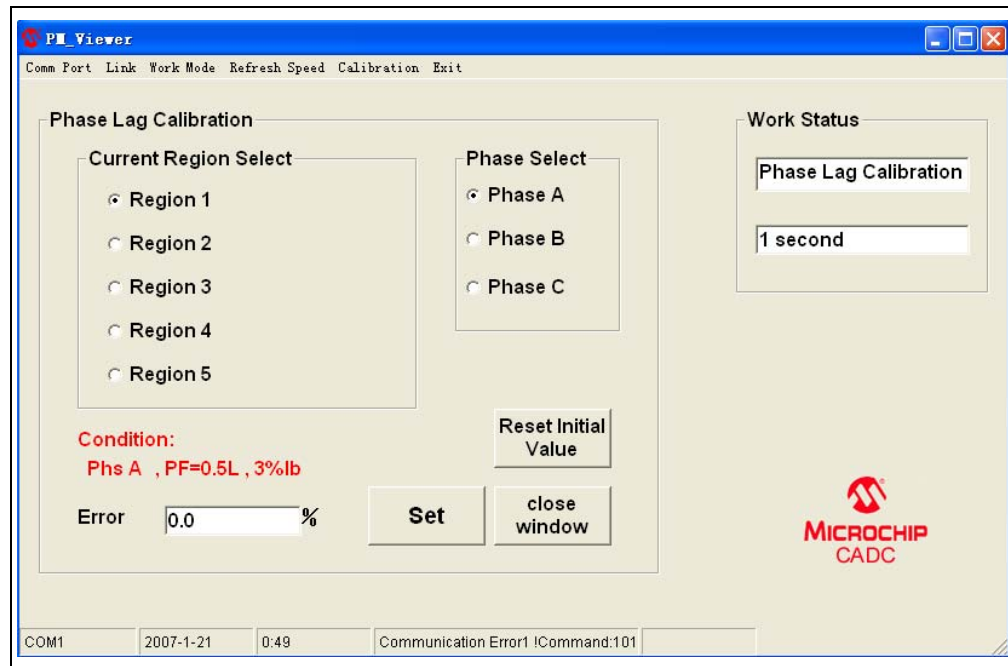 PM_Viewer
Comm Port Link Work Mode Refresh Speed Calibration Exit
Phase Lag Calibration
Current Region Select
Region 1
Region 2
Region 3
Region 4
Region 5
Phase Select
Phase A
Phase B
Phase C
Condition:
Phs A , PF=0.5L , 3%Ib
Error 0.0 %
Set
Reset Initial
Value
close
window
Work Status
Phase Lag Calibration
1 second
MICROCHIP
CADC
COM1 2007-1-21 0:49 Communication Error1 !Command:101